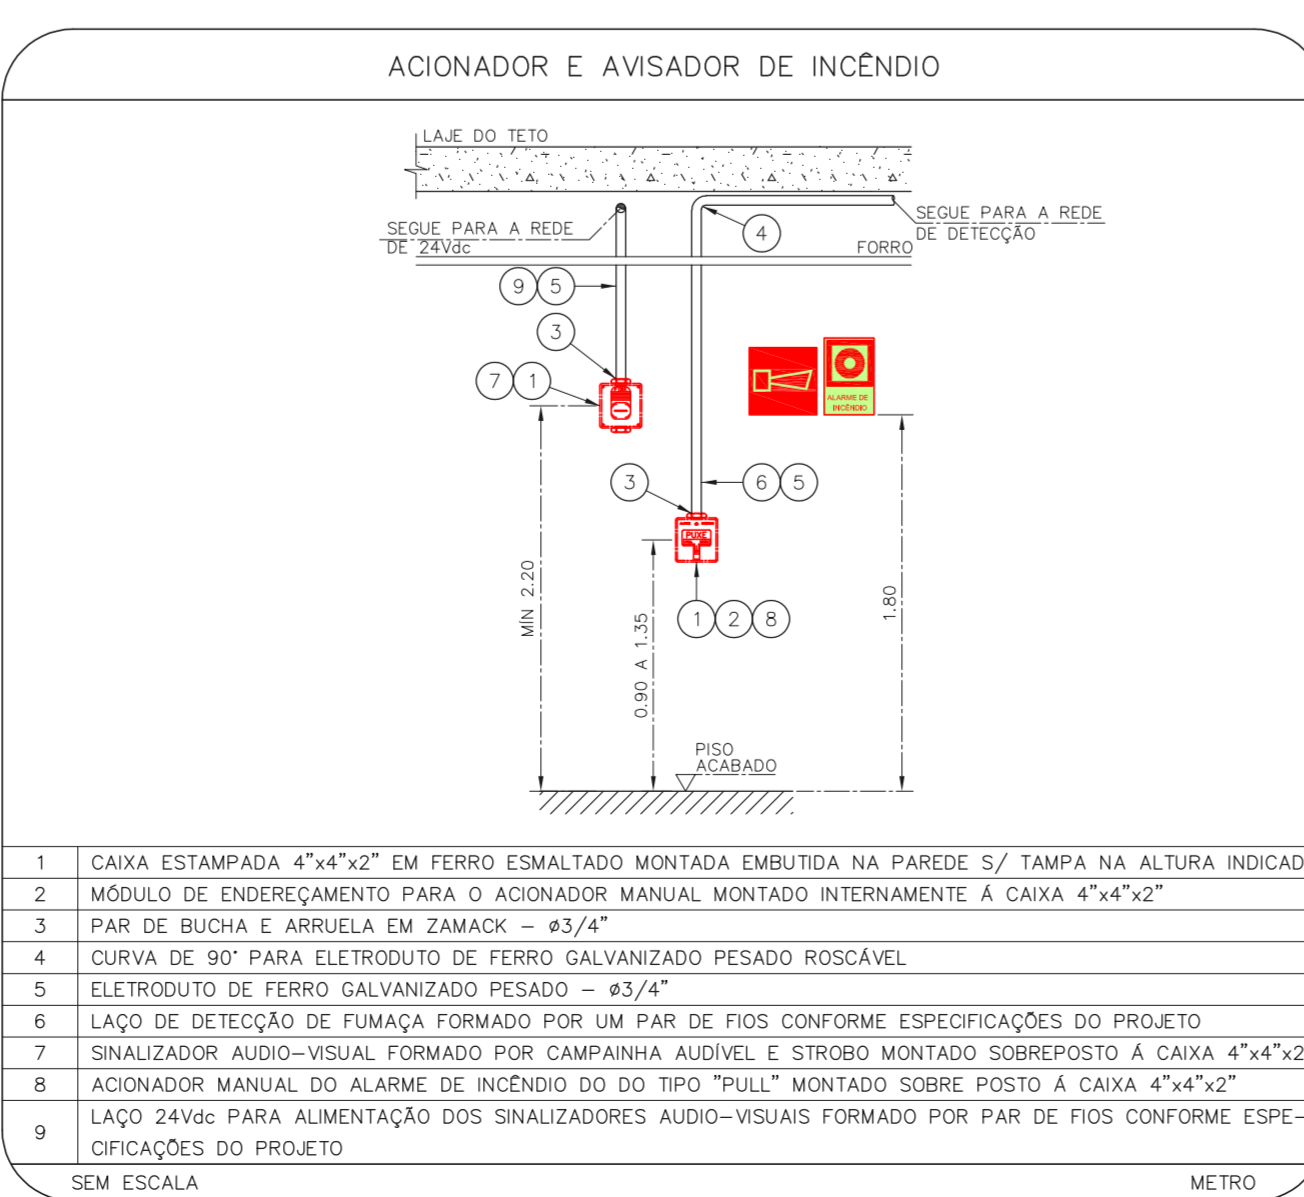 ACIONADOR E AVISADOR DE INCÊNDIO
LAJE DO TETO
SEGUE PARA A REDE
DE 24Vdc
SEGUE PARA A REDE
DE DETECÇÃO
4
FORRO
9 5
3
7 1
ALARME DE
INCÊNDIO
3
6 5
PUXE
1 2 8
MÍN 2.20
0.90 A 1.35
1.80
PISO
ACABADO
1 CAIXA ESTAMPADA 4"x4"x2" EM FERRO ESMALTADO MONTADA EMBUTIDA NA PAREDE S/ TAMPA NA ALTURA INDICAD
2 MÓDULO DE ENDEREÇAMENTO PARA O ACIONADOR MANUAL MONTADO INTERNAMENTE Á CAIXA 4"x4"x2"
3 PAR DE BUCHA E ARRUELA EM ZAMACK – ø3/4"
4 CURVA DE 90° PARA ELETRODUTO DE FERRO GALVANIZADO PESADO ROSCÁVEL
5 ELETRODUTO DE FERRO GALVANIZADO PESADO – ø3/4"
6 LAÇO DE DETECÇÃO DE FUMAÇA FORMADO POR UM PAR DE FIOS CONFORME ESPECIFICAÇÕES DO PROJETO
7 SINALIZADOR AUDIO–VISUAL FORMADO POR CAMPAINHA AUDÍVEL E STROBO MONTADO SOBREPOSTO Á CAIXA 4"x4"x2
8 ACIONADOR MANUAL DO ALARME DE INCÊNDIO DO DO TIPO "PULL" MONTADO SOBRE POSTO Á CAIXA 4"x4"x2"
9 LAÇO 24Vdc PARA ALIMENTAÇÃO DOS SINALIZADORES AUDIO–VISUAIS FORMADO POR PAR DE FIOS CONFORME ESPE–
CIFICAÇÕES DO PROJETO
SEM ESCALA
METRO